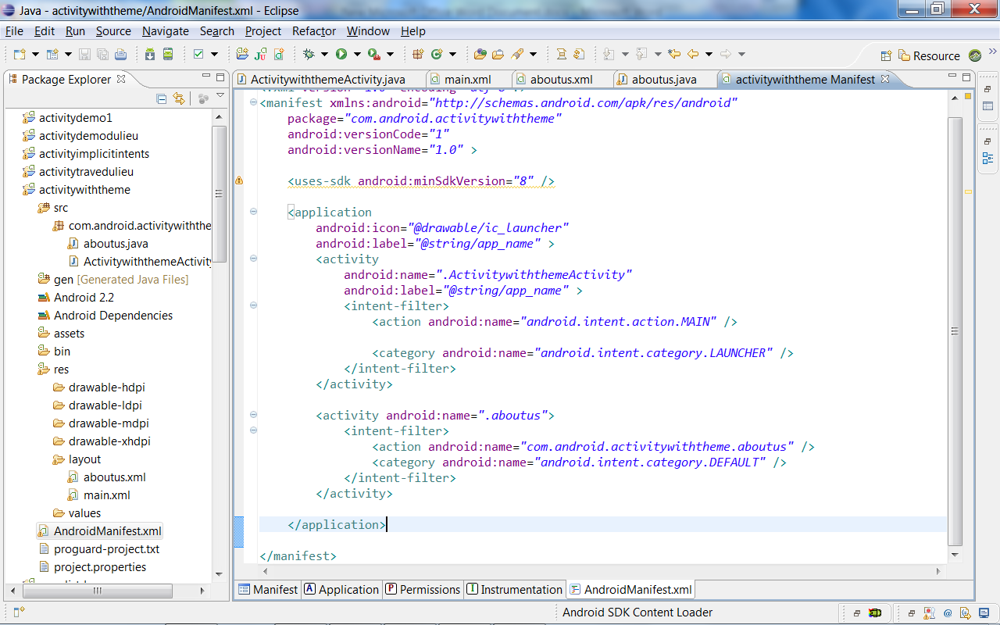 Java - activitywiththeme/AndroidManifest.xml - Eclipse
File Edit Run Source Navigate Search Project Refactor Window Help
Resource
Package Explorer
ActivitywiththemeActivity.java main.xml aboutus.xml aboutus.java activitywiththeme Manifest
activitydemo1
activitydemodulieu
activityimplicitintents
activitytravedulieu
activitywiththeme
src
com.android.activitywiththe
aboutus.java
ActivitywiththemeActivity
gen [Generated Java Files]
Android 2.2
Android Dependencies
assets
bin
res
drawable-hdpi
drawable-ldpi
drawable-mdpi
drawable-xhdpi
layout
aboutus.xml
main.xml
values
AndroidManifest.xml
proguard-project.txt
project.properties
<manifest xmlns:android="http://schemas.android.com/apk/res/android"
package="com.android.activitywiththeme"
android:versionCode="1"
android:versionName="1.0" >
<uses-sdk android:minSdkVersion="8" />
<application
android:icon="@drawable/ic_launcher"
android:label="@string/app_name" >
<activity
android:name=".ActivitywiththemeActivity"
android:label="@string/app_name" >
<intent-filter>
<action android:name="android.intent.action.MAIN" />
<category android:name="android.intent.category.LAUNCHER" />
</intent-filter>
</activity>
<activity android:name=".aboutus">
<intent-filter>
<action android:name="com.android.activitywiththeme.aboutus" />
<category android:name="android.intent.category.DEFAULT" />
</intent-filter>
</activity>
</application>
</manifest>
Manifest A Application P Permissions I Instrumentation AndroidManifest.xml
Android SDK Content Loader